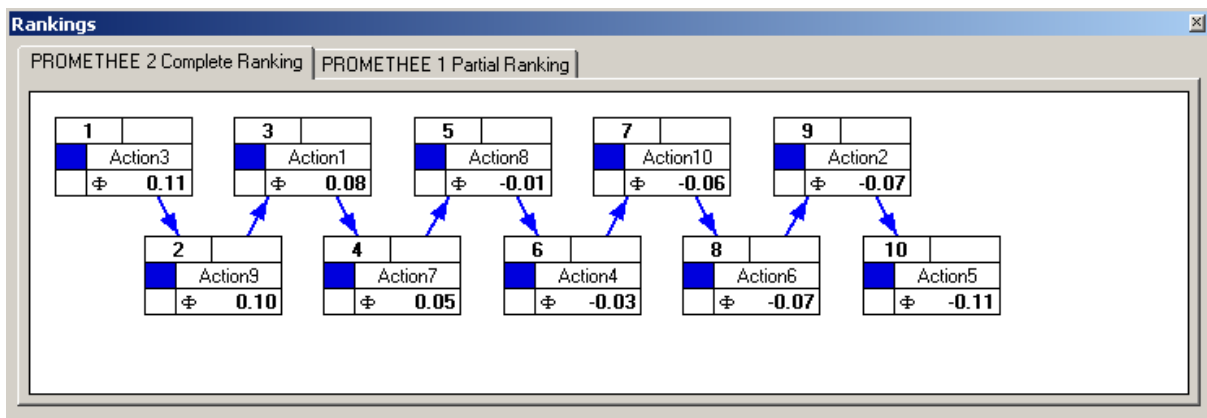 Rankings
PROMETHEE 2 Complete Ranking
PROMETHEE 1 Partial Ranking
1
Action3
Φ 0.11
2
Action9
Φ 0.10
3
Action1
Φ 0.08
4
Action7
Φ 0.05
5
Action8
Φ -0.01
6
Action4
Φ -0.03
7
Action10
Φ -0.06
8
Action6
Φ -0.07
9
Action2
Φ -0.07
10
Action5
Φ -0.11